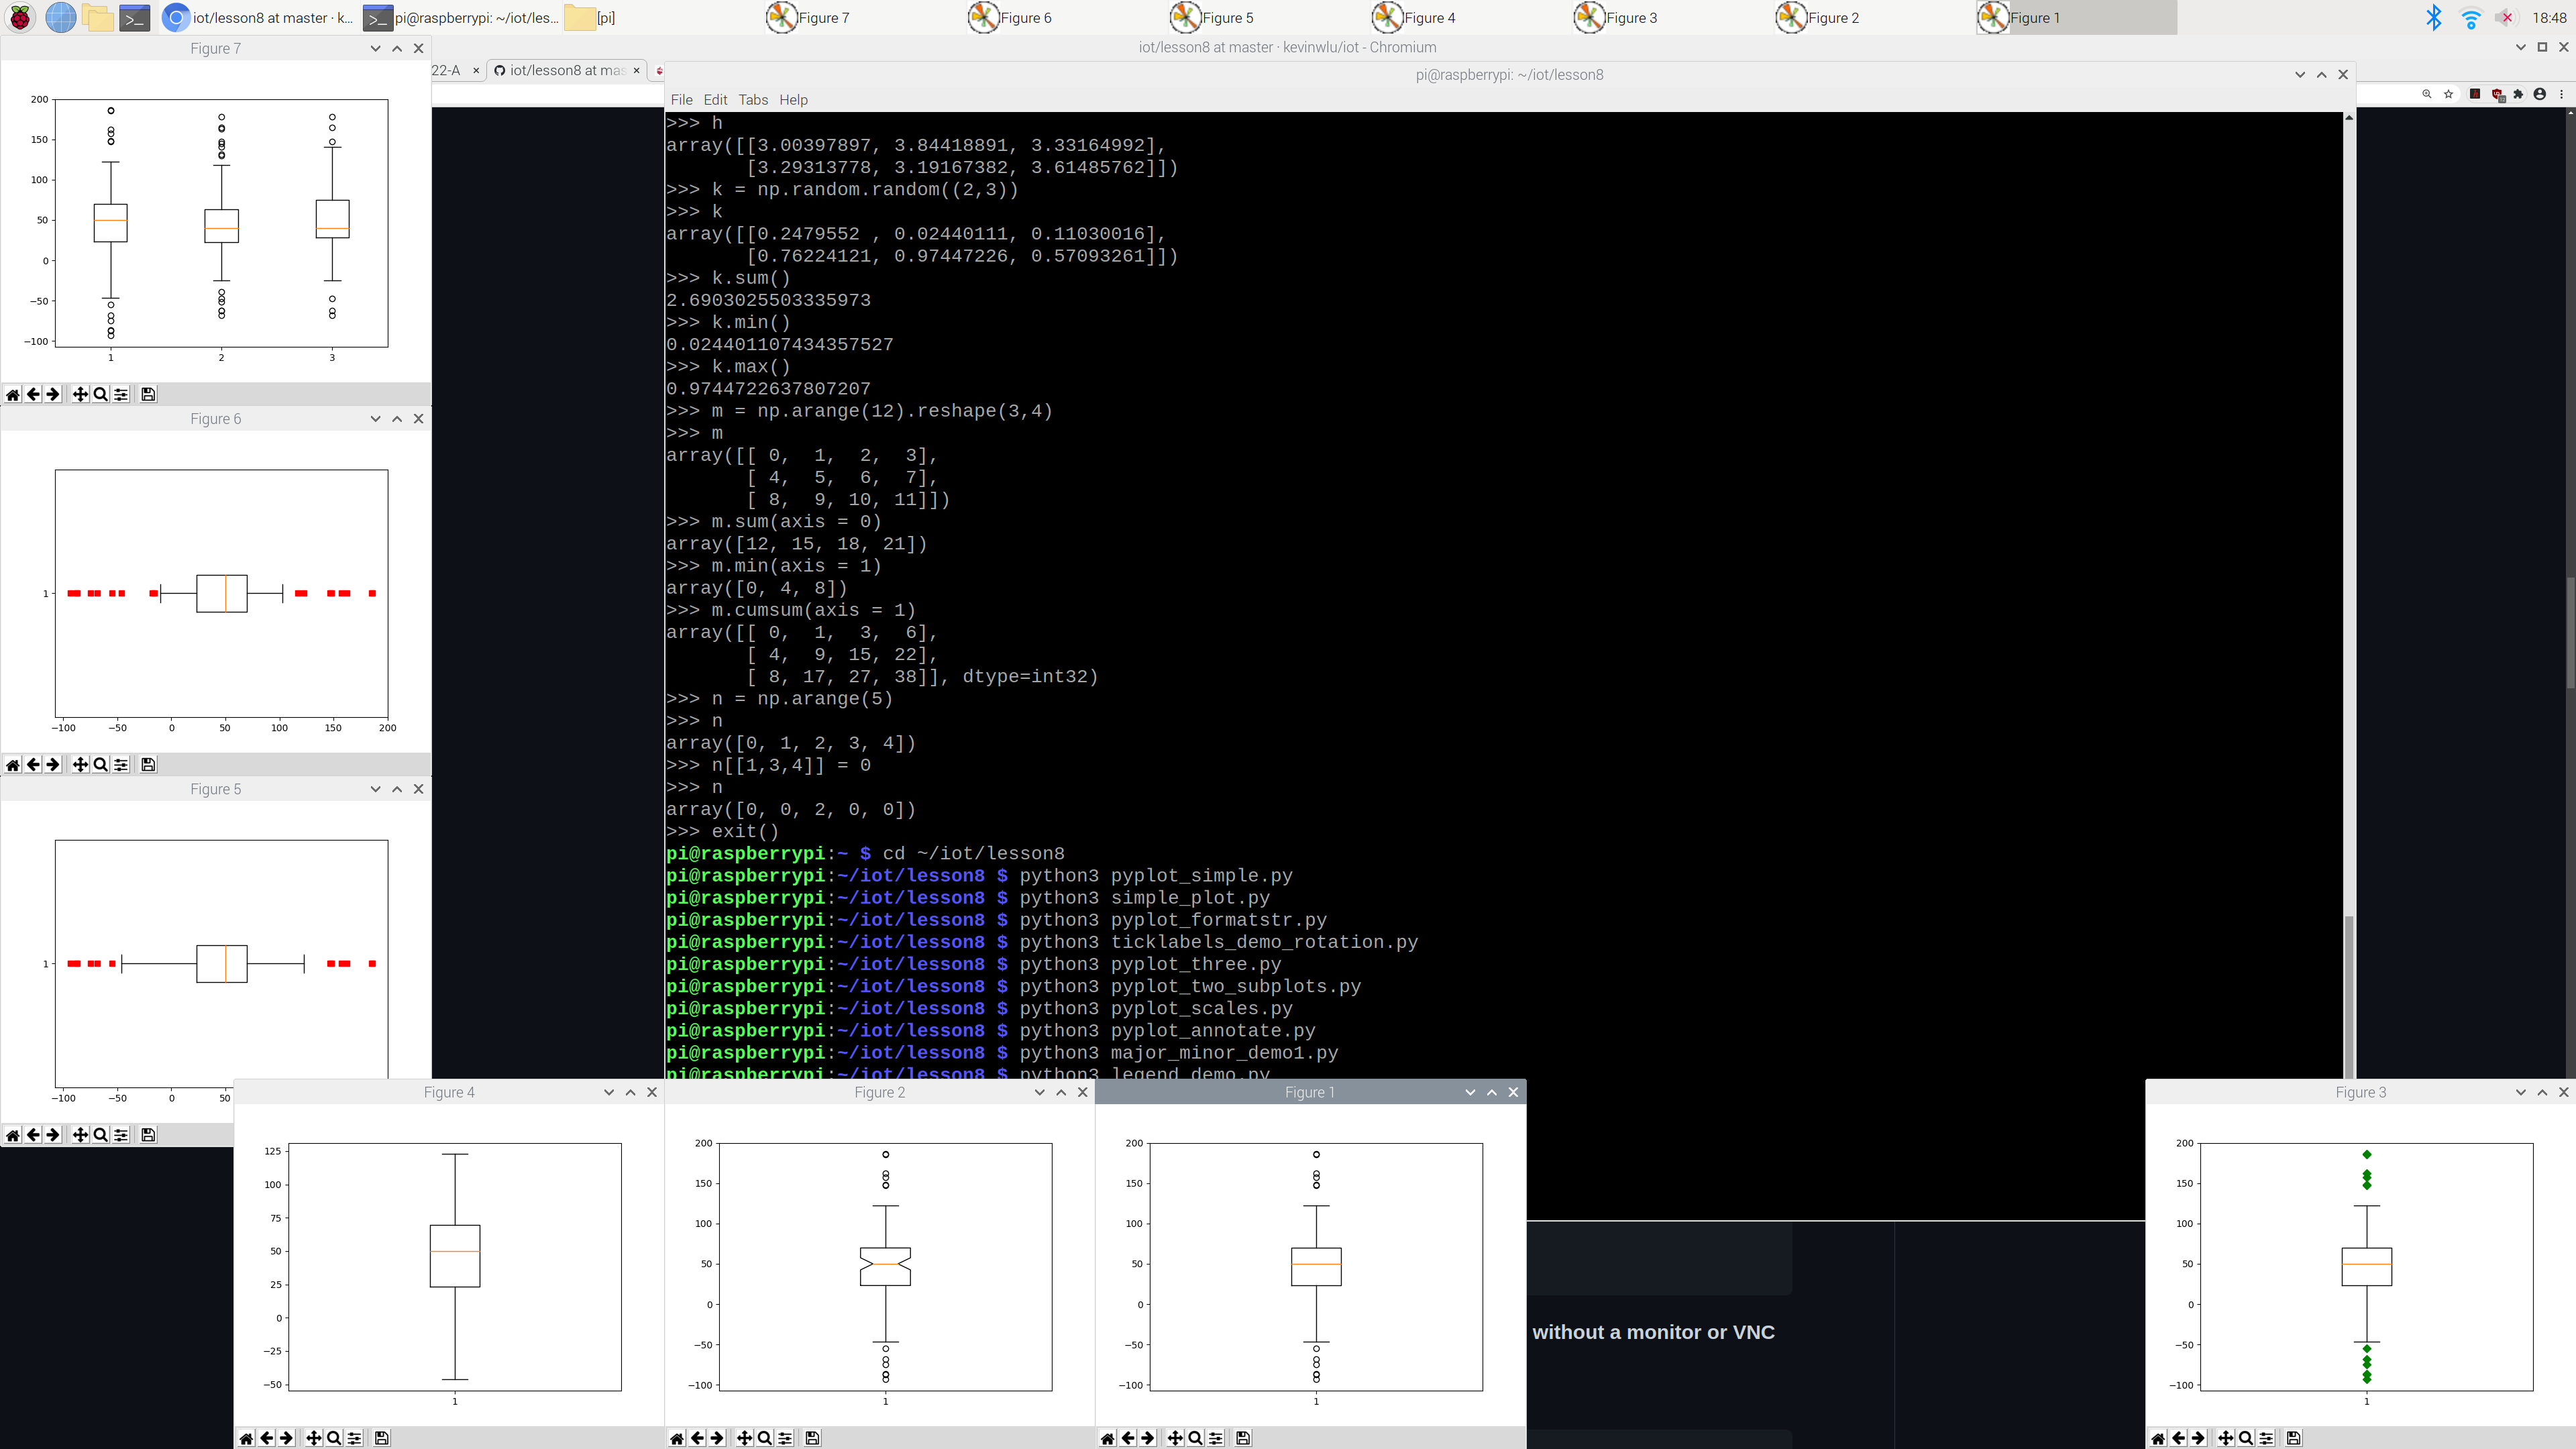 iot/lesson8 at master · k...
pi@raspberrypi: ~/iot/les...
[pi]
Figure 7
Figure 6
Figure 5
Figure 4
Figure 3
Figure 2
Figure 1
18:48
iot/lesson8 at master · kevinwlu/iot - Chromium
22-A
iot/lesson8 at mas
pi@raspberrypi: ~/iot/lesson8
File Edit Tabs Help
>>> h
array([[3.00397897, 3.84418891, 3.33164992],
       [3.29313778, 3.19167382, 3.61485762]])
>>> k = np.random.random((2,3))
>>> k
array([[0.2479552 , 0.02440111, 0.11030016],
       [0.76224121, 0.97447226, 0.57093261]])
>>> k.sum()
2.6903025503335973
>>> k.min()
0.024401107434357527
>>> k.max()
0.9744722637807207
>>> m = np.arange(12).reshape(3,4)
>>> m
array([[ 0,  1,  2,  3],
       [ 4,  5,  6,  7],
       [ 8,  9, 10, 11]])
>>> m.sum(axis = 0)
array([12, 15, 18, 21])
>>> m.min(axis = 1)
array([0, 4, 8])
>>> m.cumsum(axis = 1)
array([[ 0,  1,  3,  6],
       [ 4,  9, 15, 22],
       [ 8, 17, 27, 38]], dtype=int32)
>>> n = np.arange(5)
>>> n
array([0, 1, 2, 3, 4])
>>> n[[1,3,4]] = 0
>>> n
array([0, 0, 2, 0, 0])
>>> exit()
pi@raspberrypi:~ $ cd ~/iot/lesson8
pi@raspberrypi:~/iot/lesson8 $ python3 pyplot_simple.py
pi@raspberrypi:~/iot/lesson8 $ python3 simple_plot.py
pi@raspberrypi:~/iot/lesson8 $ python3 pyplot_formatstr.py
pi@raspberrypi:~/iot/lesson8 $ python3 ticklabels_demo_rotation.py
pi@raspberrypi:~/iot/lesson8 $ python3 pyplot_three.py
pi@raspberrypi:~/iot/lesson8 $ python3 pyplot_two_subplots.py
pi@raspberrypi:~/iot/lesson8 $ python3 pyplot_scales.py
pi@raspberrypi:~/iot/lesson8 $ python3 pyplot_annotate.py
pi@raspberrypi:~/iot/lesson8 $ python3 major_minor_demo1.py
pi@raspberrypi:~/iot/lesson8 $ python3 legend_demo.py
Figure 7
200
150
100
50
0
−50
−100
1 2 3
Figure 6
1
−100 −50 0 50 100 150 200
Figure 5
1
−100 −50 0 50
Figure 4
125
100
75
50
25
0
−25
−50
1
Figure 2
200
150
100
50
0
−50
−100
1
Figure 1
200
150
100
50
0
−50
−100
1
without a monitor or VNC
Figure 3
200
150
100
50
0
−50
−100
1